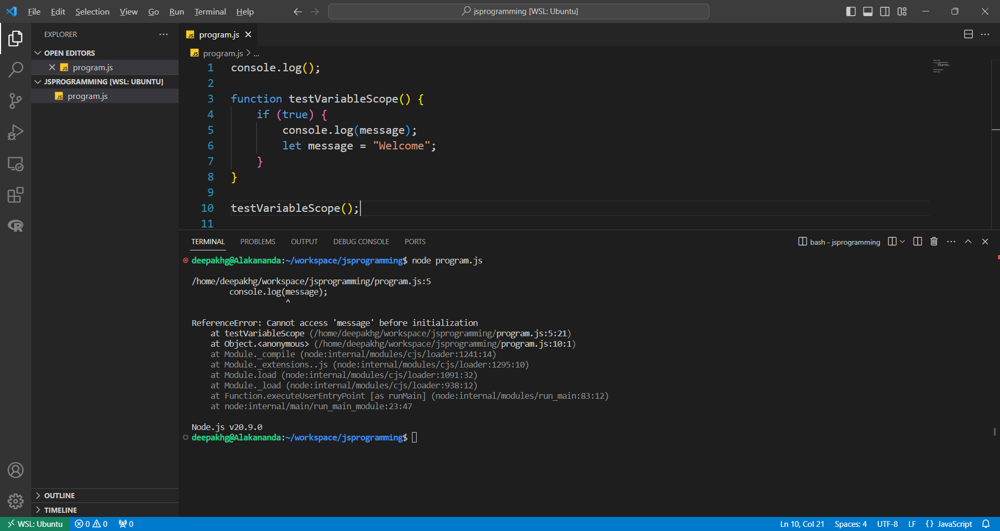 File Edit Selection View Go Run Terminal Help
jsprogramming [WSL: Ubuntu]
EXPLORER
OPEN EDITORS
JS program.js
JSPROGRAMMING [WSL: UBUNTU]
JS program.js
OUTLINE
TIMELINE
JS program.js
JS program.js > ...
1 console.log();
2
3 function testVariableScope() {
4 if (true) {
5 console.log(message);
6 let message = "Welcome";
7 }
8 }
9
10 testVariableScope();
11
TERMINAL PROBLEMS OUTPUT DEBUG CONSOLE PORTS
bash - jsprogramming
deepakhg@Alakananda:~/workspace/jsprogramming$ node program.js
/home/deepakhg/workspace/jsprogramming/program.js:5
console.log(message);
^
ReferenceError: Cannot access 'message' before initialization
at testVariableScope (/home/deepakhg/workspace/jsprogramming/program.js:5:21)
at Object.<anonymous> (/home/deepakhg/workspace/jsprogramming/program.js:10:1)
at Module._compile (node:internal/modules/cjs/loader:1241:14)
at Module._extensions..js (node:internal/modules/cjs/loader:1295:10)
at Module.load (node:internal/modules/cjs/loader:1091:32)
at Module._load (node:internal/modules/cjs/loader:938:12)
at Function.executeUserEntryPoint [as runMain] (node:internal/modules/run_main:83:12)
at node:internal/main/run_main_module:23:47
Node.js v20.9.0
deepakhg@Alakananda:~/workspace/jsprogramming$
WSL: Ubuntu 0 0 0 Ln 10, Col 21 Spaces: 4 UTF-8 LF {} JavaScript